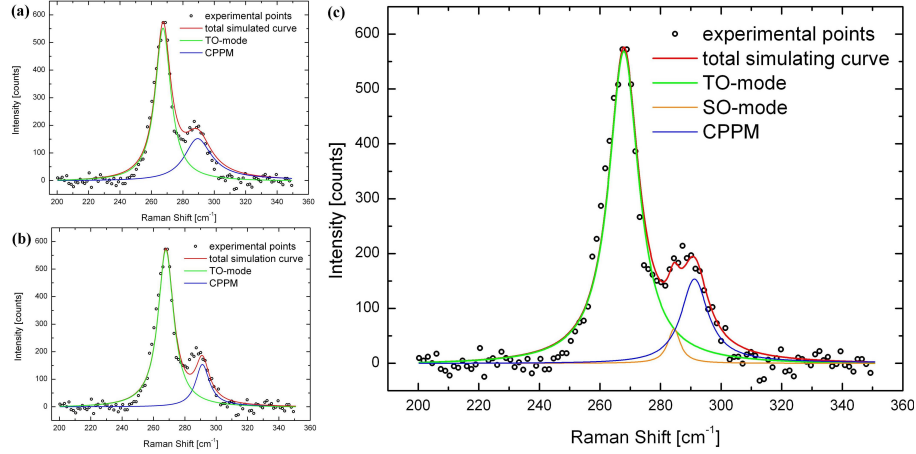 (a)
experimental points
total simulated curve
TO-mode
CPPM
600
500
400
300
200
100
0
Intensity [counts]
200 220 240 260 280 300 320 340 360
Raman Shift [cm⁻¹]
(b)
experimental points
total simulation curve
TO-mode
CPPM
600
500
400
300
200
100
0
Intensity [counts]
200 220 240 260 280 300 320 340 360
Raman Shift [cm⁻¹]
(c)
experimental points
total simulating curve
TO-mode
SO-mode
CPPM
600
500
400
300
200
100
0
Intensity [counts]
200 220 240 260 280 300 320 340 360
Raman Shift [cm⁻¹]